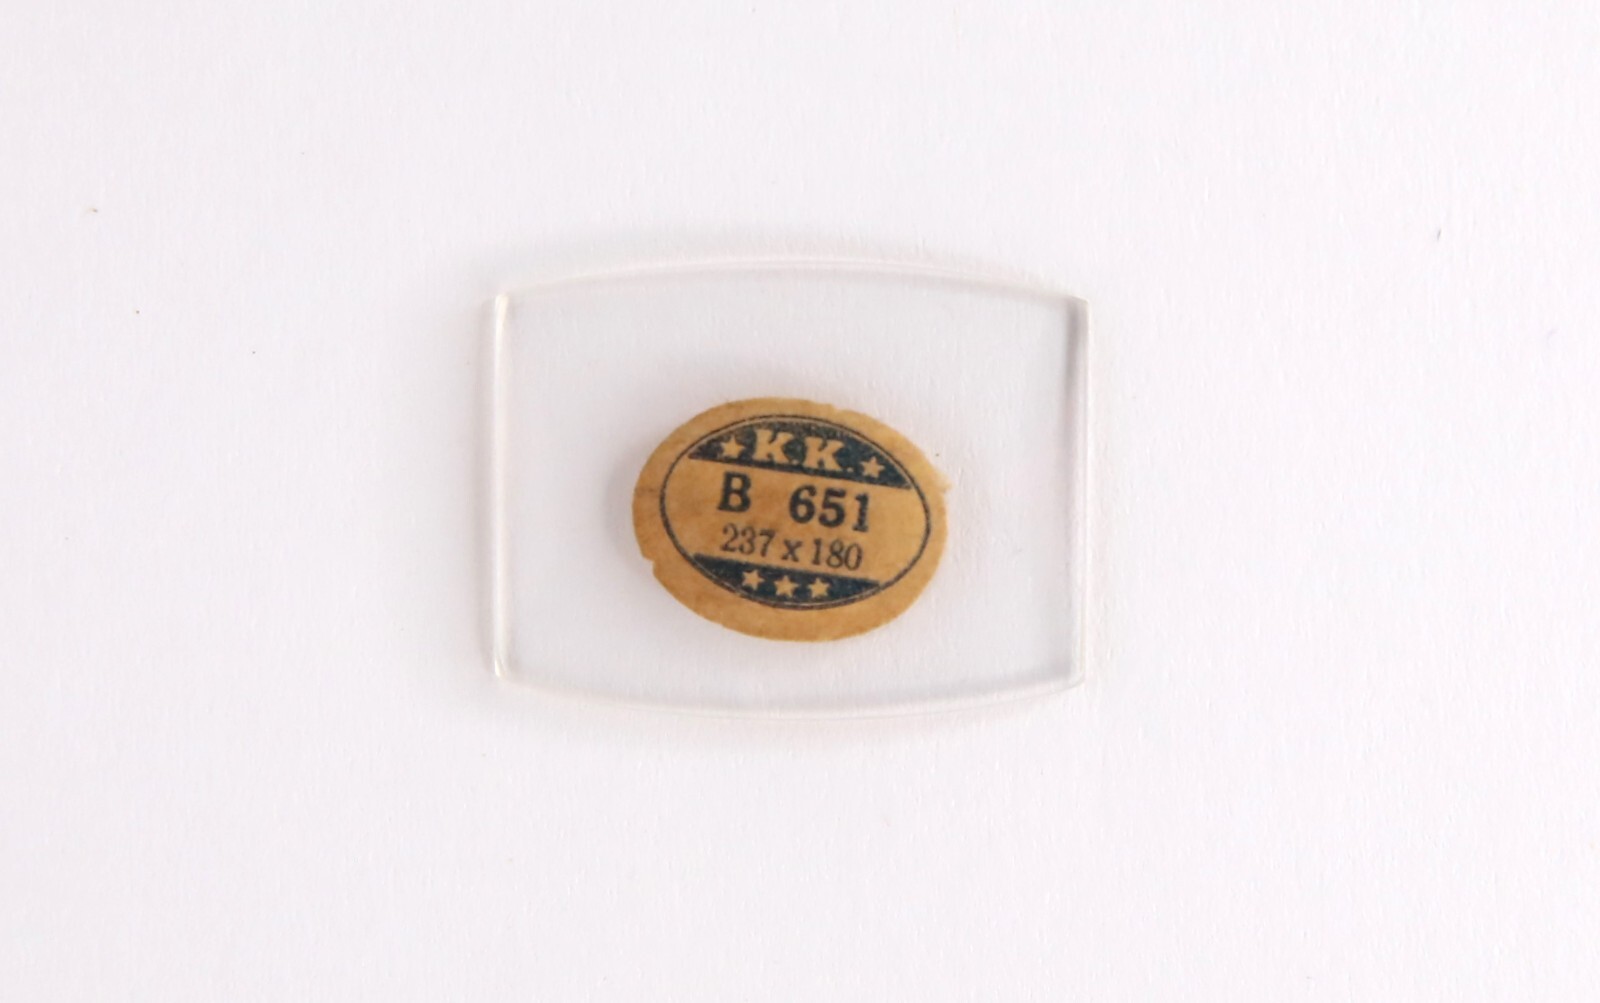 ★ K.K. ★
B 651
237 x 180
★ ★ ★